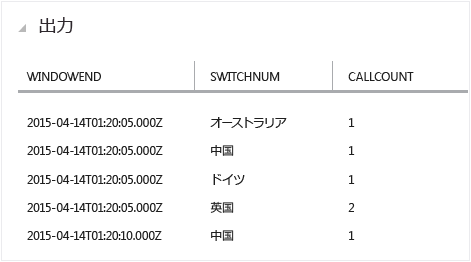 出力
WINDOWEND SWITCHNUM CALLCOUNT
2015-04-14T01:20:05.000Z オーストラリア 1
2015-04-14T01:20:05.000Z 中国 1
2015-04-14T01:20:05.000Z ドイツ 1
2015-04-14T01:20:05.000Z 英国 2
2015-04-14T01:20:10.000Z 中国 1